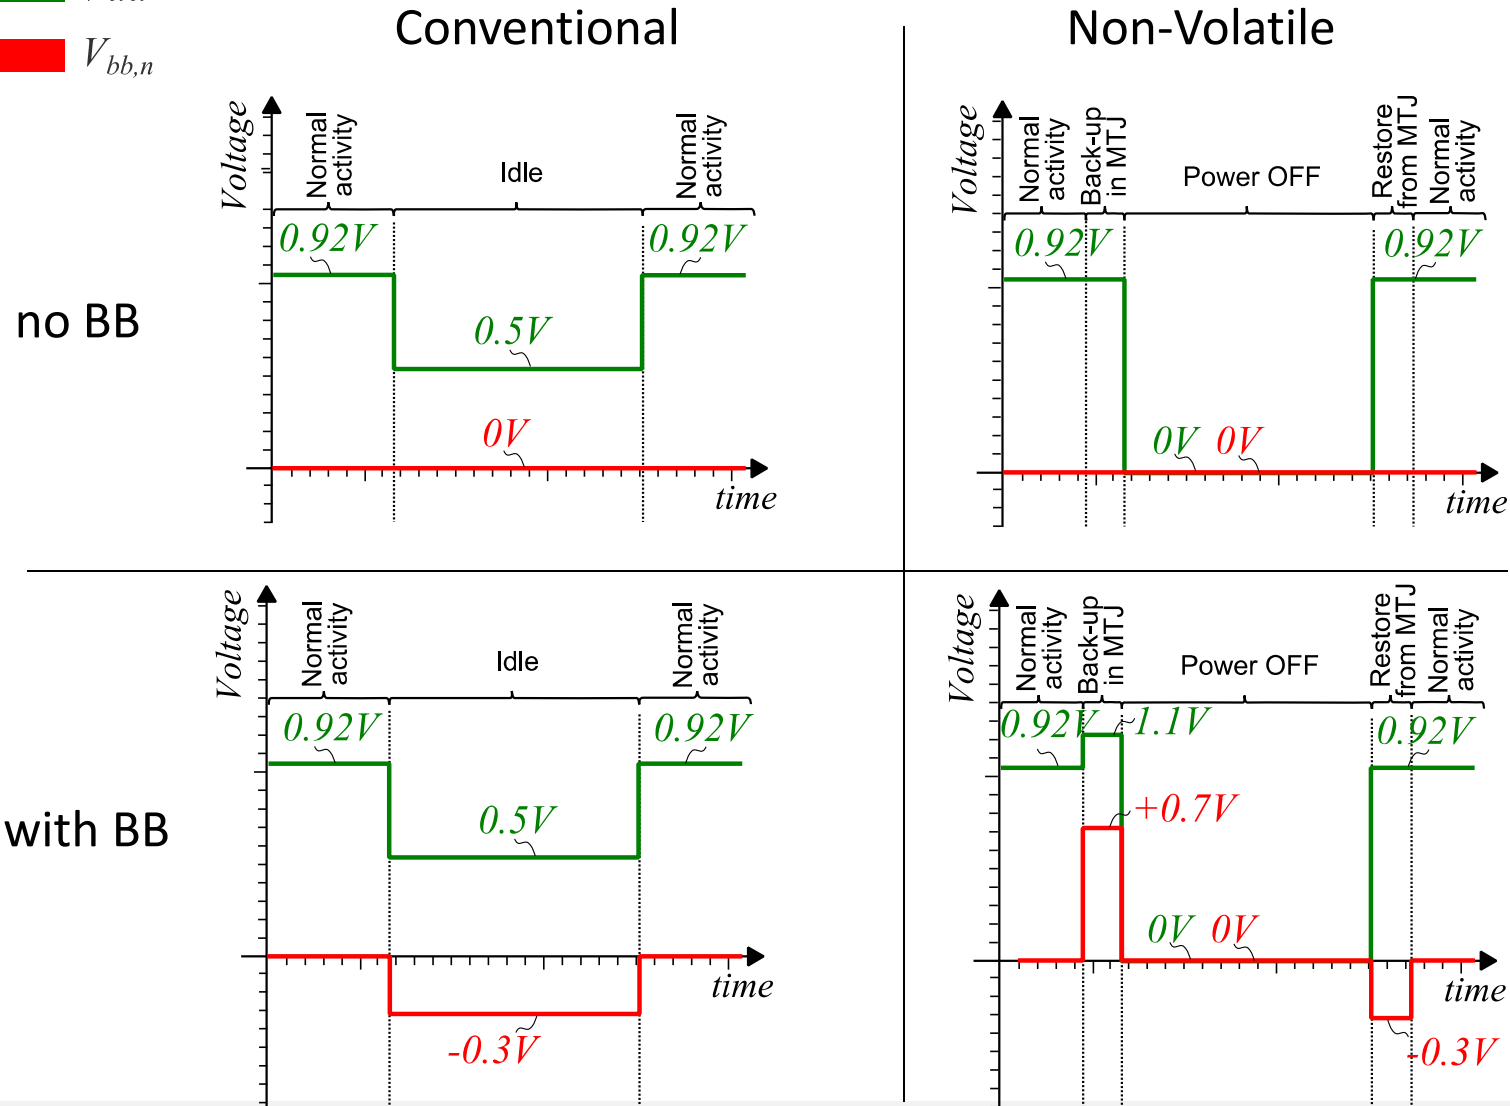 Conventional
Non-Volatile
V_bb,n
Voltage
Normal activity
Idle
Normal activity
0.92V
0.92V
0.5V
0V
time
Voltage
Normal activity
Back-up in MTJ
Power OFF
Restore from MTJ
Normal activity
0.92V
0.92V
0V
0V
time
no BB
Voltage
Normal activity
Idle
Normal activity
0.92V
0.92V
0.5V
-0.3V
time
Voltage
Normal activity
Back-up in MTJ
Power OFF
Restore from MTJ
Normal activity
0.92V
1.1V
0.92V
+0.7V
0V
0V
time
-0.3V
with BB